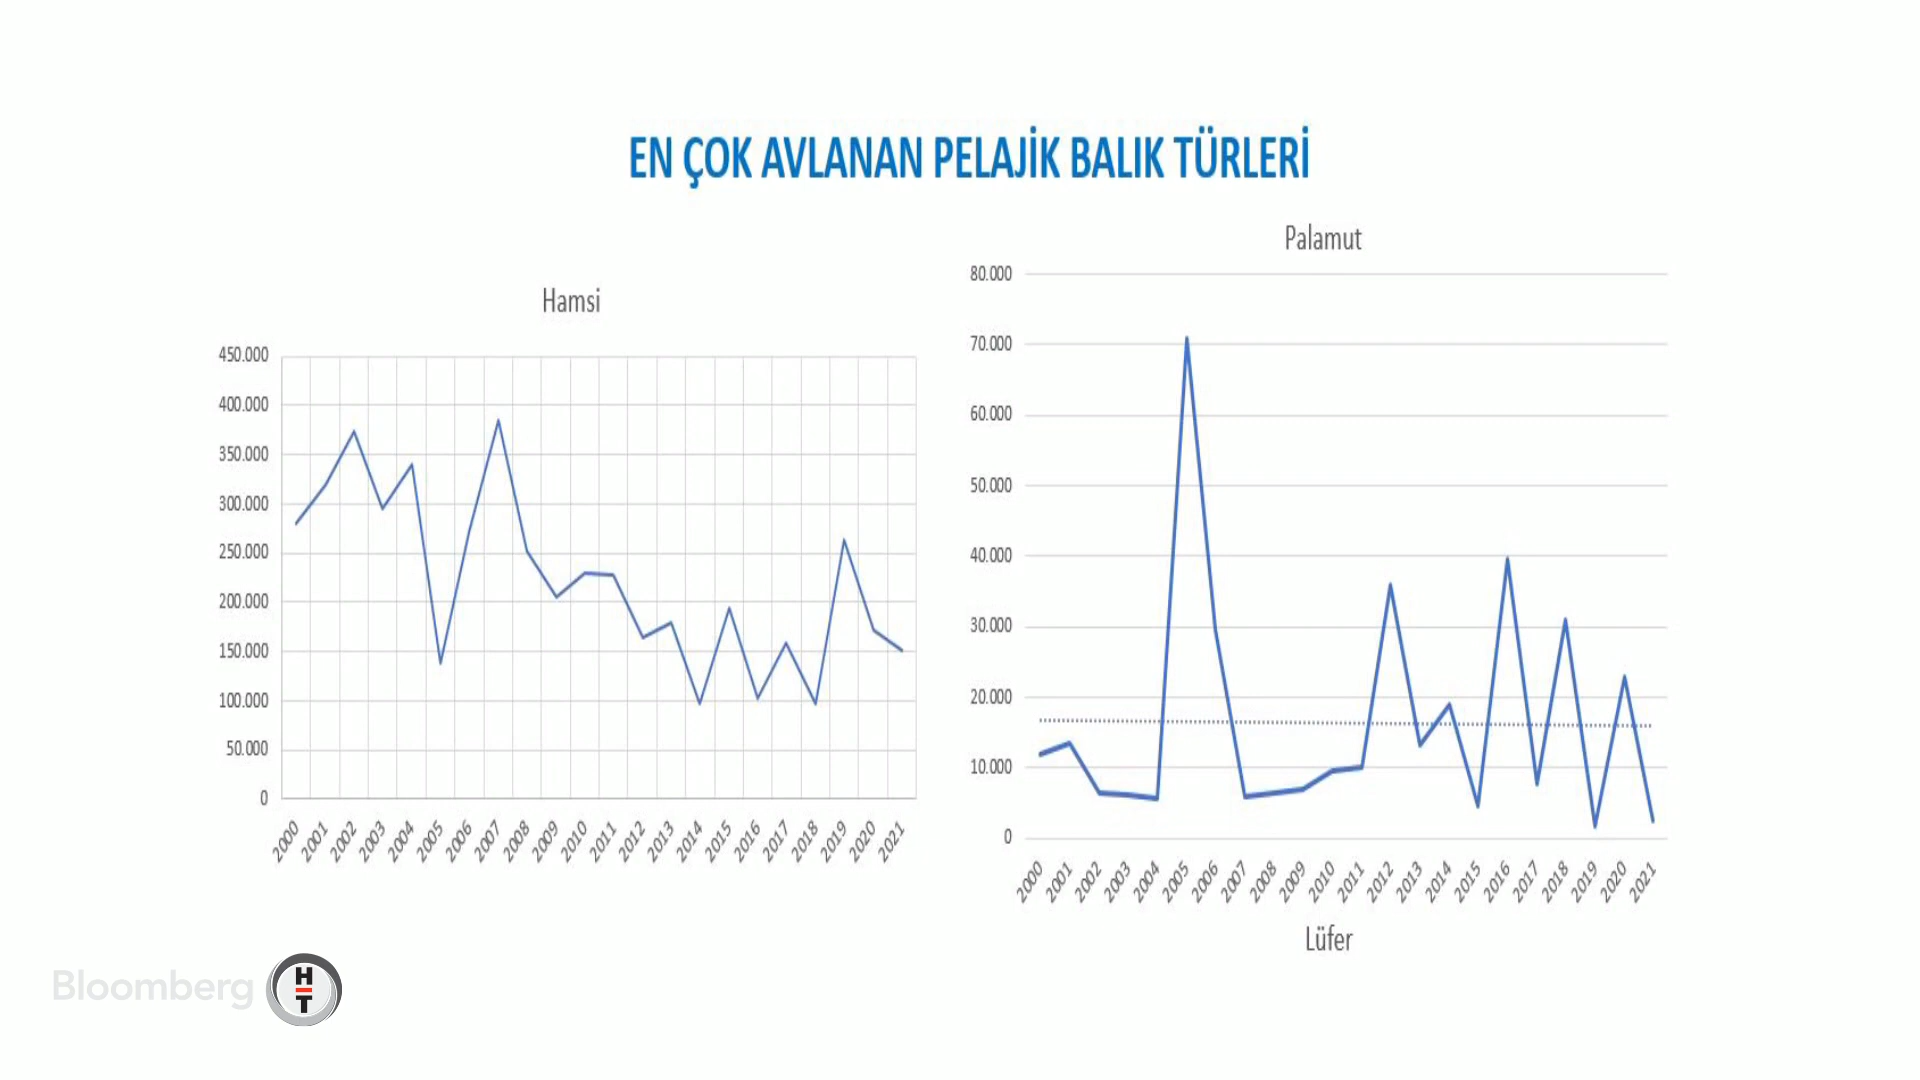 EN ÇOK AVLANAN PELAJİK BALIK TÜRLERİ
Hamsi
450.000
400.000
350.000
300.000
250.000
200.000
150.000
100.000
50.000
0
2000 2001 2002 2003 2004 2005 2006 2007 2008 2009 2010 2011 2012 2013 2014 2015 2016 2017 2018 2019 2020 2021
Palamut
80.000
70.000
60.000
50.000
40.000
30.000
20.000
10.000
0
2000 2001 2002 2003 2004 2005 2006 2007 2008 2009 2010 2011 2012 2013 2014 2015 2016 2017 2018 2019 2020 2021
Lüfer
Bloomberg HT